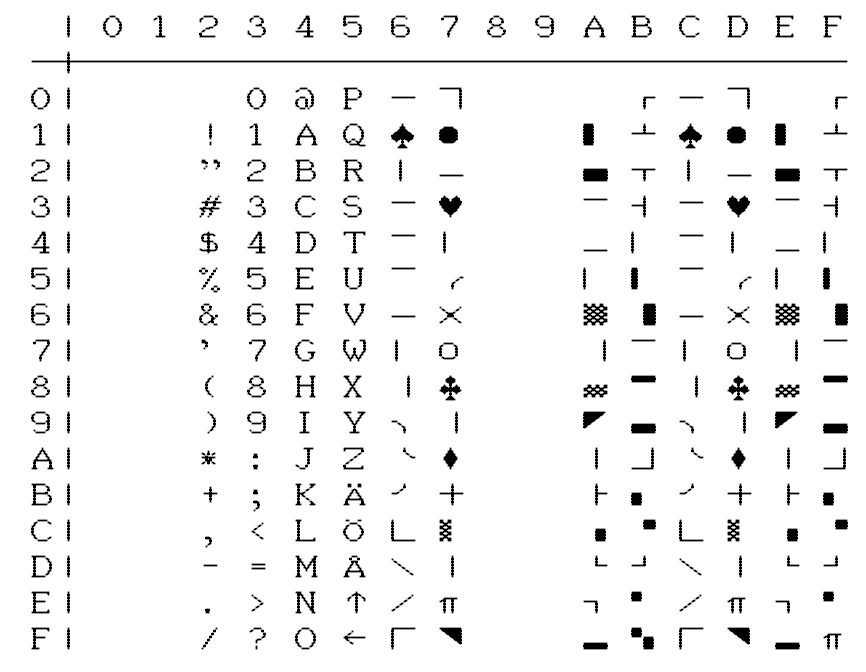 | 0 1 2 3 4 5 6 7 8 9 A B C D E F
0 | 0 @ P ─ ┐ ┌ ─ ┐ ┌
1 | ! 1 A Q ♠ ● ▌ ┴ ♠ ● ▌ ┴
2 | " 2 B R │ _ ▄ ┬ │ _ ▄ ┬
3 | # 3 C S ─ ♥ ▔ ┤ ─ ♥ ▔ ┤
4 | $ 4 D T ─ │ _ ▏ ─ │ _ ▏
5 | % 5 E U ─ ╭ ▏ ▍ ─ ╭ ▏ ▍
6 | & 6 F V ─ ╳ ▒ ▐ ─ ╳ ▒ ▐
7 | ' 7 G W │ ○ ▕ ▔ │ ○ ▕ ▔
8 | ( 8 H X │ ♣ ▒ ▀ │ ♣ ▒ ▀
9 | ) 9 I Y ╮ │ ◤ ▄ ╮ │ ◤ ▄
A | * : J Z ╰ ♦ │ ┘ ╰ ♦ │ ┘
B | + ; K Ä ╯ ┼ ├ ▖ ╯ ┼ ├ ▖
C | , < L Ö └ ▒ ▗ ▝ └ ▒ ▗ ▝
D | - = M Å ╲ │ └ ┘ ╲ │ └ ┘
E | . > N ↑ ╱ π ┐ ▘ ╱ π ┐ ▘
F | / ? O ← ┌ ◥ ▂ ▚ ┌ ◥ ▂ π